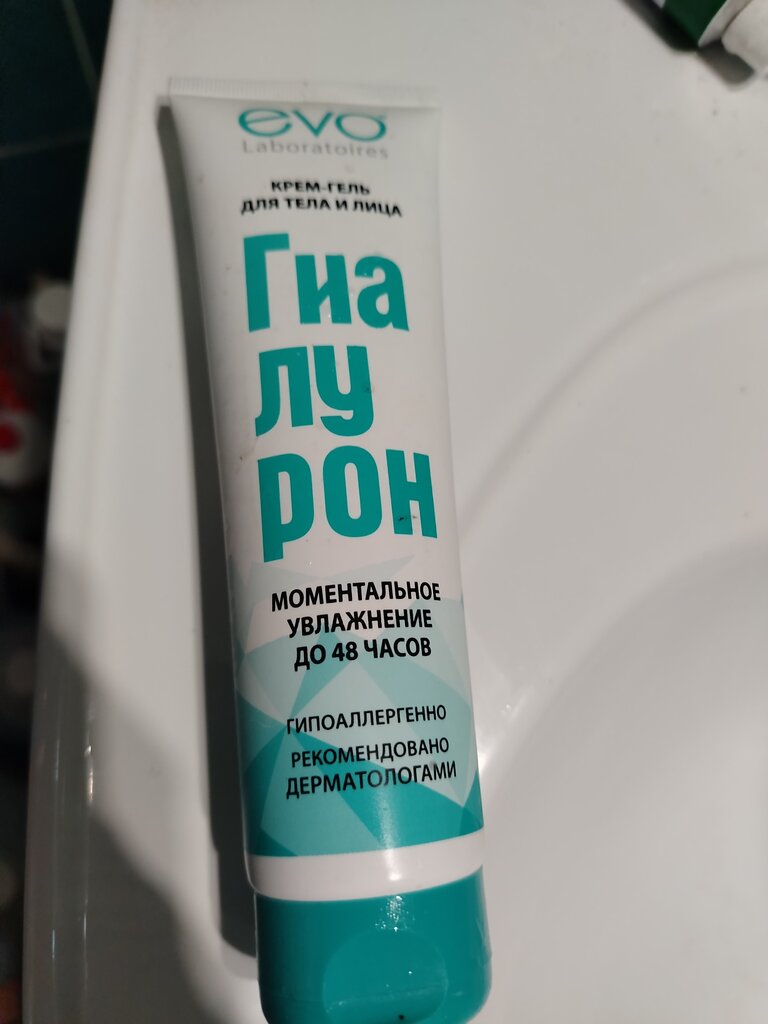 evo
Laboratoires
КРЕМ-ГЕЛЬ
ДЛЯ ТЕЛА И ЛИЦА
Гиа
лу
рон
МОМЕНТАЛЬНОЕ
УВЛАЖНЕНИЕ
ДО 48 ЧАСОВ
ГИПОАЛЛЕРГЕННО
РЕКОМЕНДОВАНО
ДЕРМАТОЛОГАМИ